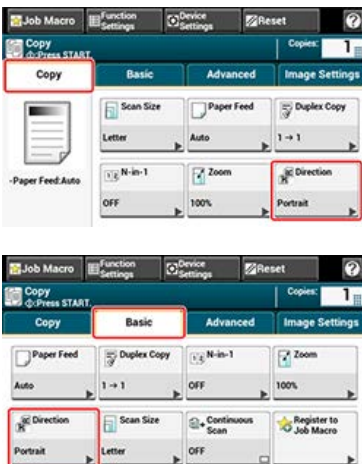 Job Macro Function Settings Device Settings Reset ?
Copy Copies: 1
Press START.
Copy Basic Advanced Image Settings
Scan Size Paper Feed Duplex Copy
Letter Auto 1→1
-Paper Feed:Auto
N-in-1 Zoom Direction
OFF 100% Portrait
Job Macro Function Settings Device Settings Reset ?
Copy Copies: 1
Press START.
Copy Basic Advanced Image Settings
Paper Feed Duplex Copy N-in-1 Zoom
Auto 1→1 OFF 100%
Direction Scan Size Continuous Scan Register to Job Macro
Portrait Letter OFF